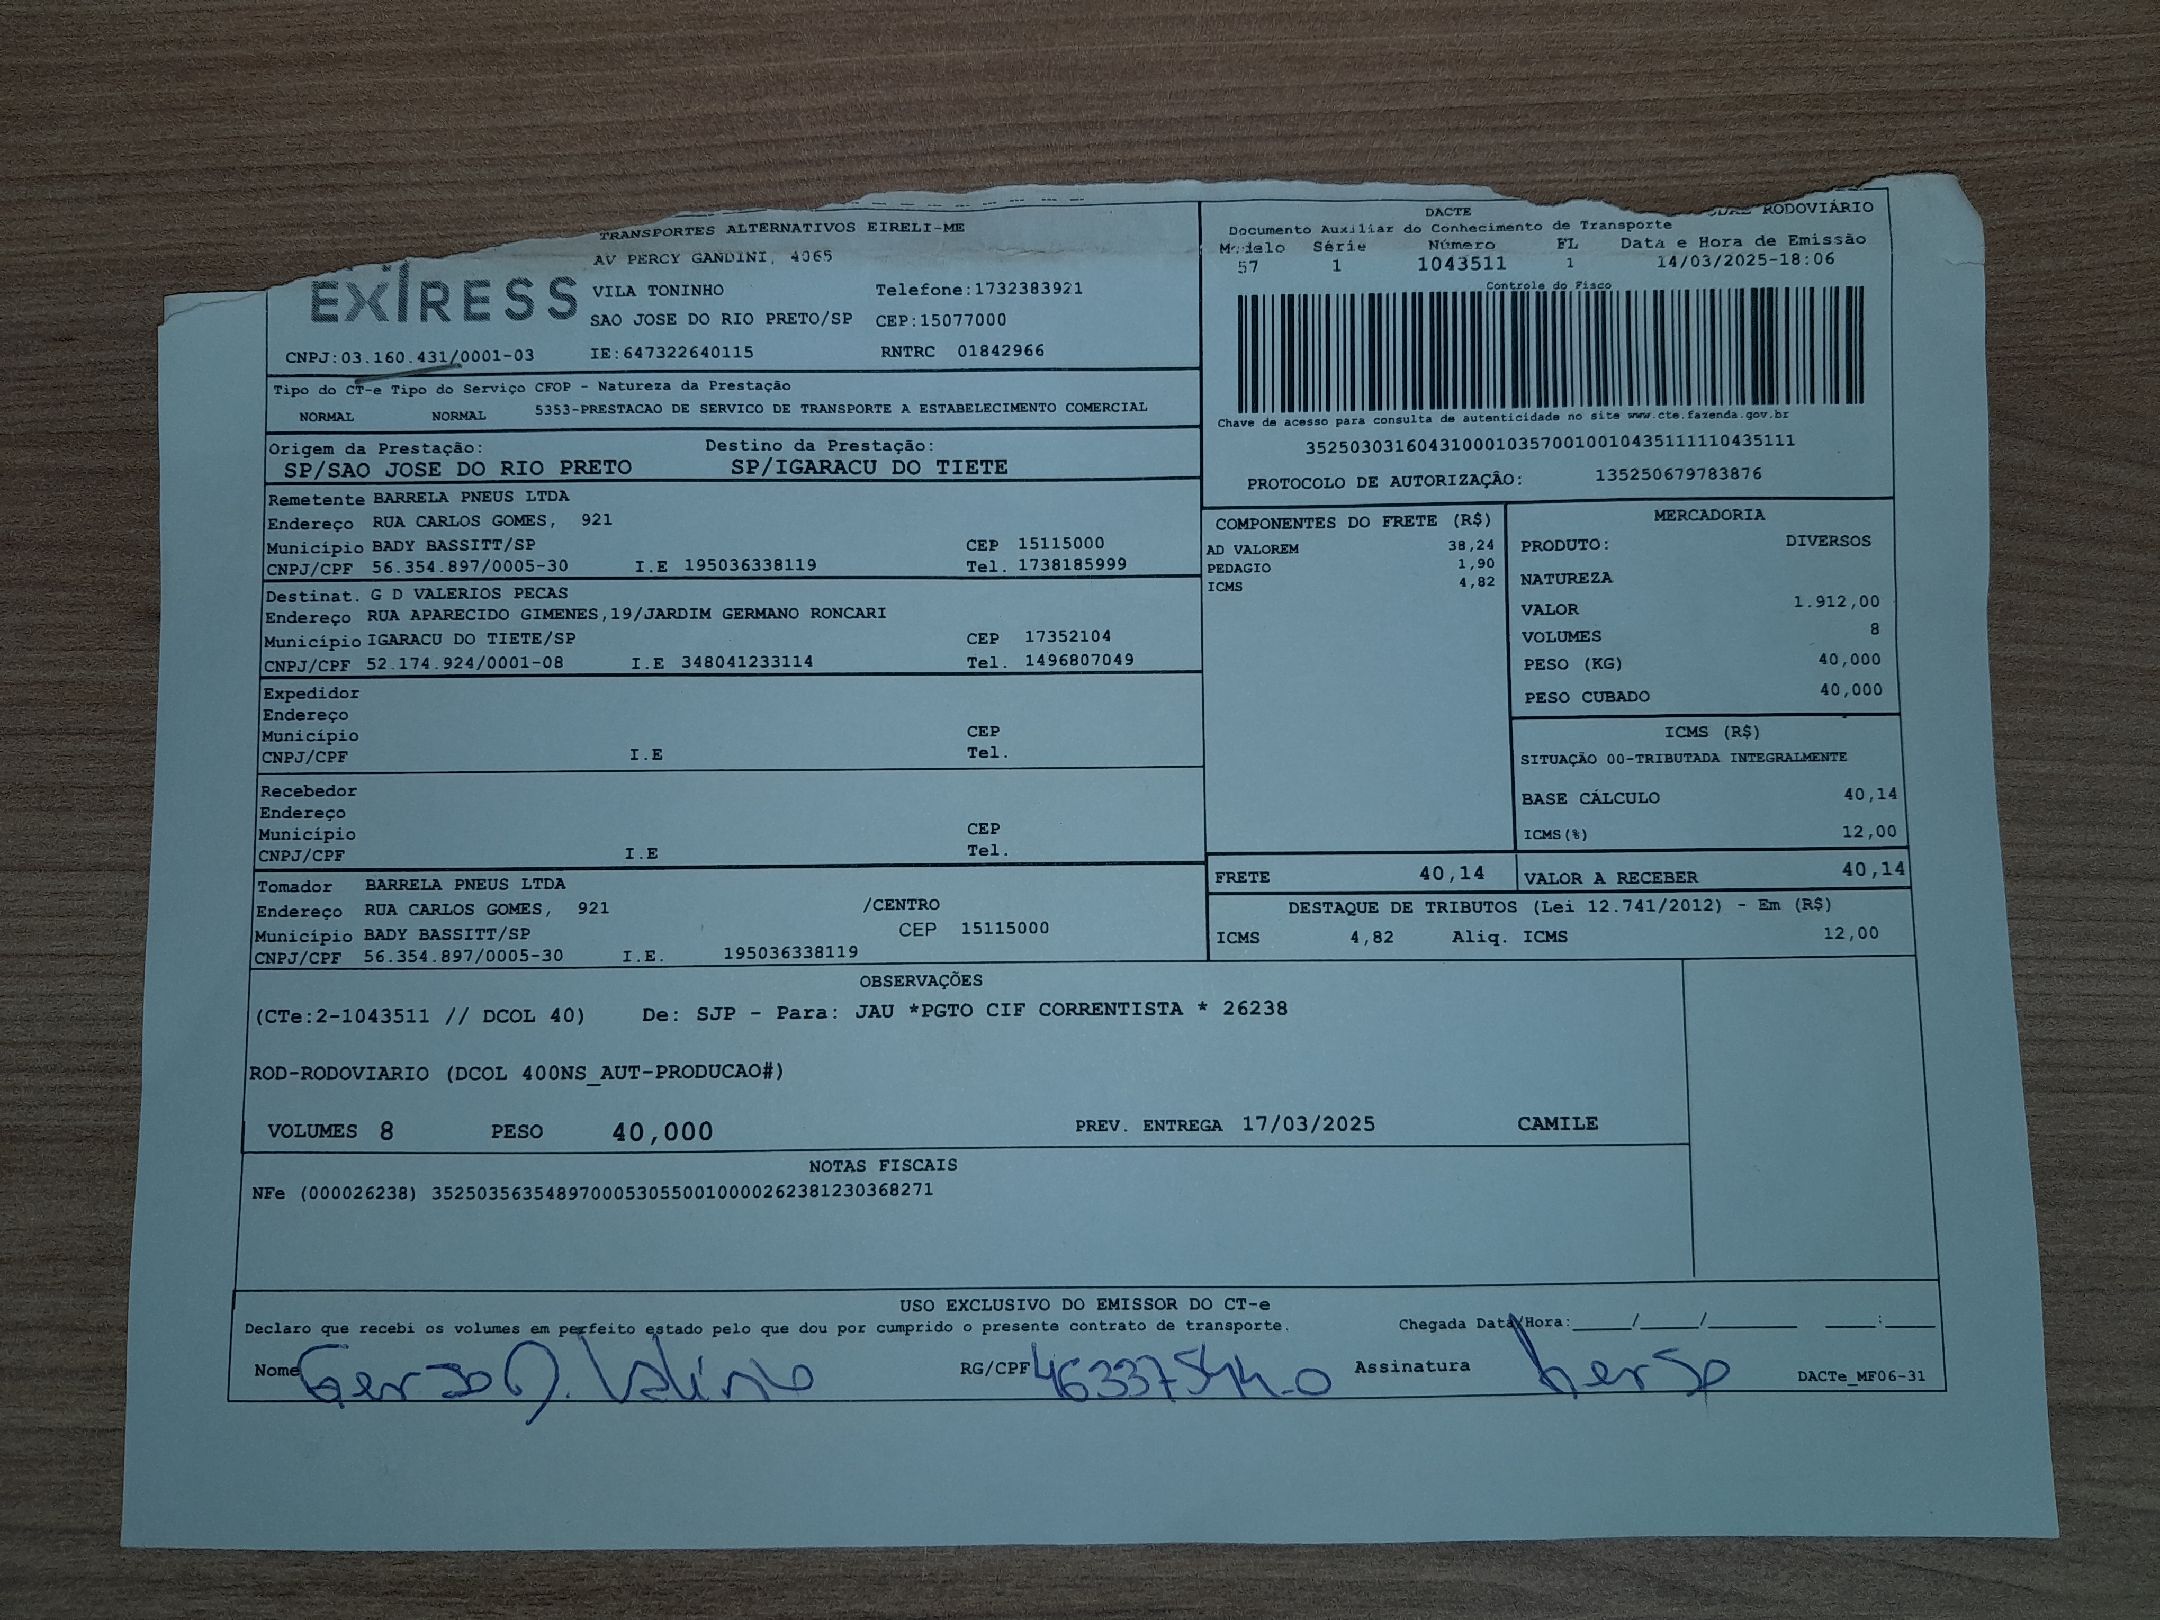 TRANSPORTES ALTERNATIVOS EIRELI-ME
AV PERCY GANDINI, 4065
VILA TONINHO Telefone:1732383921
SAO JOSE DO RIO PRETO/SP CEP:15077000
CNPJ:03.160.431/0001-03 IE:647322640115 RNTRC 01842966
Tipo do CT-e Tipo do Serviço CFOP - Natureza da Prestação
NORMAL NORMAL 5353-PRESTACAO DE SERVICO DE TRANSPORTE A ESTABELECIMENTO COMERCIAL
Origem da Prestação: Destino da Prestação:
SP/SAO JOSE DO RIO PRETO SP/IGARACU DO TIETE
Remetente BARRELA PNEUS LTDA
Endereço RUA CARLOS GOMES, 921
Município BADY BASSITT/SP CEP 15115000
CNPJ/CPF 56.354.897/0005-30 I.E 195036338119 Tel. 1738185999
Destinat. G D VALERIOS PECAS
Endereço RUA APARECIDO GIMENES,19/JARDIM GERMANO RONCARI
Município IGARACU DO TIETE/SP CEP 17352104
CNPJ/CPF 52.174.924/0001-08 I.E 348041233114 Tel. 1496807049
Expedidor
Endereço
Município CEP
CNPJ/CPF I.E Tel.
Recebedor
Endereço
Município CEP
CNPJ/CPF I.E Tel.
Tomador BARRELA PNEUS LTDA
Endereço RUA CARLOS GOMES, 921 /CENTRO
Município BADY BASSITT/SP CEP 15115000
CNPJ/CPF 56.354.897/0005-30 I.E. 195036338119
DACTE RODOVIÁRIO
Documento Auxiliar do Conhecimento de Transporte
Modelo Série Número FL Data e Hora de Emissão
57 1 1043511 1 14/03/2025-18:06
Controle do Fisco
Chave de acesso para consulta de autenticidade no site www.cte.fazenda.gov.br
35250303160431000103570010010435111110435111
PROTOCOLO DE AUTORIZAÇÃO: 135250679783876
COMPONENTES DO FRETE (R$)
AD VALOREM 38,24
PEDAGIO 1,90
ICMS 4,82
MERCADORIA
PRODUTO: DIVERSOS
NATUREZA
VALOR 1.912,00
VOLUMES 8
PESO (KG) 40,000
PESO CUBADO 40,000
ICMS (R$)
SITUAÇÃO 00-TRIBUTADA INTEGRALMENTE
BASE CÁLCULO 40,14
ICMS(%) 12,00
FRETE 40,14 VALOR A RECEBER 40,14
DESTAQUE DE TRIBUTOS (Lei 12.741/2012) - Em (R$)
ICMS 4,82 Aliq. ICMS 12,00
OBSERVAÇÕES
(CTe:2-1043511 // DCOL 40) De: SJP - Para: JAU *PGTO CIF CORRENTISTA * 26238
ROD-RODOVIARIO (DCOL 400NS_AUT-PRODUCAO#)
VOLUMES 8 PESO 40,000 PREV. ENTREGA 17/03/2025 CAMILE
NOTAS FISCAIS
NFe (000026238) 35250356354897000530550010000262381230368271
USO EXCLUSIVO DO EMISSOR DO CT-e
Declaro que recebi os volumes em perfeito estado pelo que dou por cumprido o presente contrato de transporte. Chegada Data/Hora:____/____/______ ___:___
Nome RG/CPF Assinatura DACTe_MF06-31